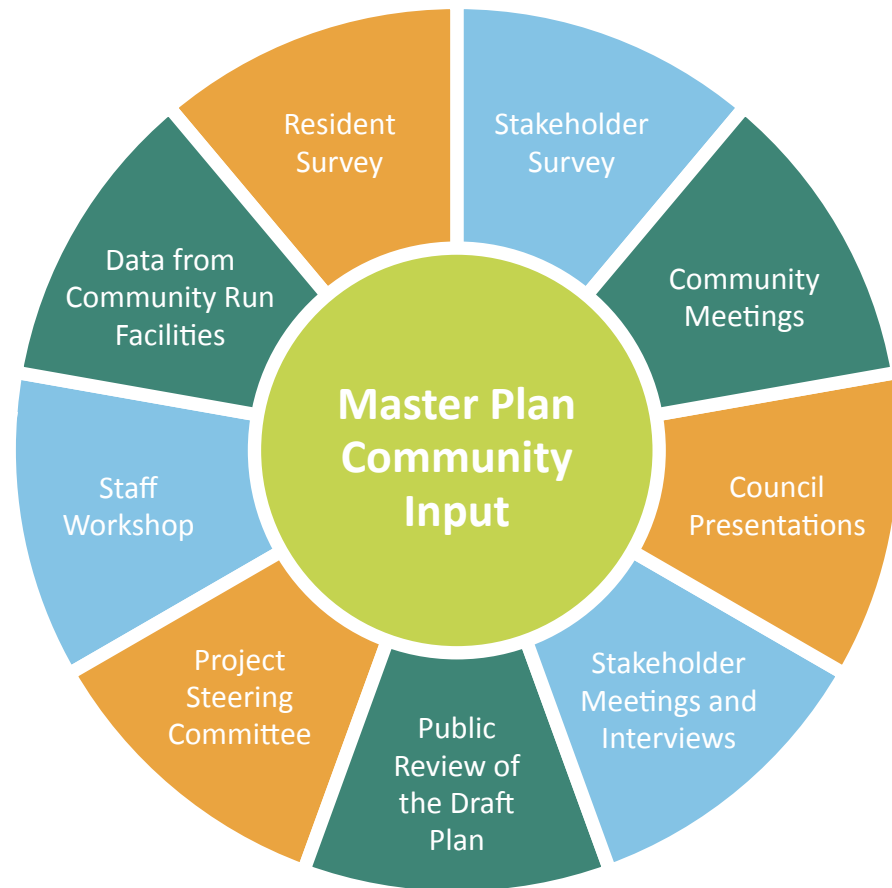 Resident
Survey
Stakeholder
Survey
Community
Meetings
Council
Presentations
Stakeholder
Meetings and
Interviews
Public
Review of
the Draft
Plan
Project
Steering
Committee
Staff
Workshop
Data from
Community Run
Facilities
Master Plan
Community
Input